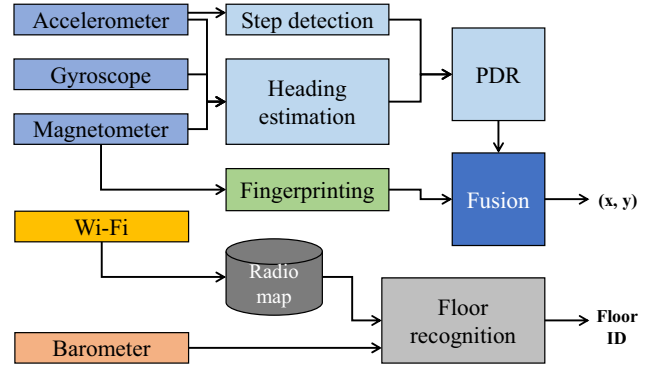 Accelerometer
Step detection
Gyroscope
Heading
estimation
PDR
Magnetometer
Fingerprinting
Fusion
(x, y)
Wi-Fi
Radio
map
Floor
recognition
Floor
ID
Barometer